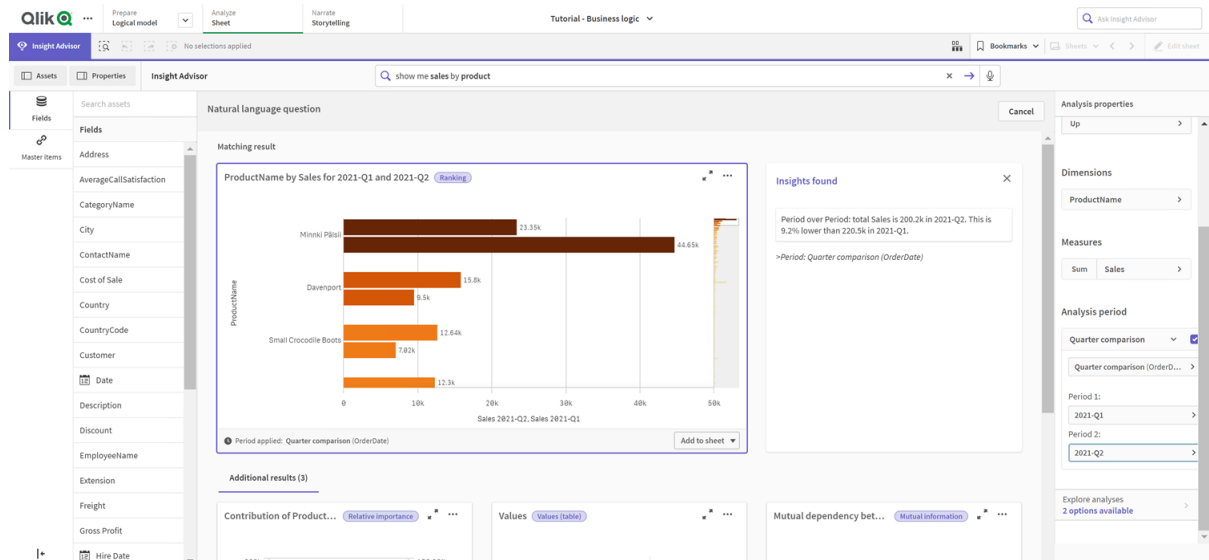 Qlik
Prepare
Logical model
Analyze
Sheet
Narrate
Storytelling
Tutorial - Business logic
Ask Insight Advisor
Insight Advisor
No selections applied
Bookmarks
Sheets
Edit sheet
Assets
Properties
Insight Advisor
show me sales by product
Fields
Master items
Search assets
Fields
Address
AverageCallSatisfaction
CategoryName
City
ContactName
Cost of Sale
Country
CountryCode
Customer
Date
Description
Discount
EmployeeName
Extension
Freight
Gross Profit
Hire Date
Natural language question
Cancel
Matching result
ProductName by Sales for 2021-Q1 and 2021-Q2
Ranking
ProductName
Minnki Pälsii
23.35k
44.65k
Davenport
15.8k
9.5k
Small Crocodile Boots
12.64k
7.02k
12.3k
0
10k
20k
30k
40k
50k
Sales 2021-Q2, Sales 2021-Q1
Period applied: Quarter comparison (OrderDate)
Add to sheet
Insights found
Period over Period: total Sales is 200.2k in 2021-Q2. This is
9.2% lower than 220.5k in 2021-Q1.
>Period: Quarter comparison (OrderDate)
Additional results (3)
Contribution of Product...
Relative importance
Values
Values (table)
Mutual dependency bet...
Mutual information
Analysis properties
Up
Dimensions
ProductName
Measures
Sum
Sales
Analysis period
Quarter comparison
Quarter comparison (OrderD...
Period 1:
2021-Q1
Period 2:
2021-Q2
Explore analyses
2 options available